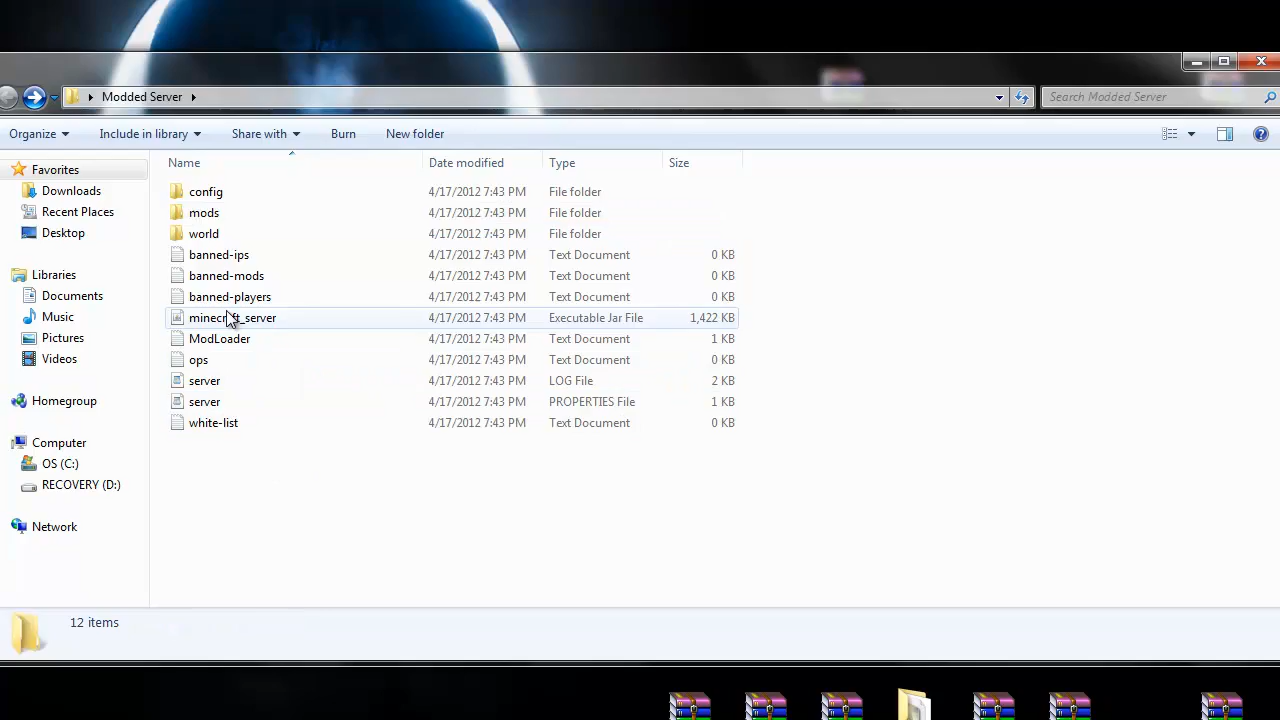 Modded Server
Search Modded Server
Organize Include in library Share with Burn New folder
Name Date modified Type Size
Favorites
Downloads
Recent Places
Desktop
Libraries
Documents
Music
Pictures
Videos
Homegroup
Computer
OS (C:)
RECOVERY (D:)
Network
config 4/17/2012 7:43 PM File folder
mods 4/17/2012 7:43 PM File folder
world 4/17/2012 7:43 PM File folder
banned-ips 4/17/2012 7:43 PM Text Document 0 KB
banned-mods 4/17/2012 7:43 PM Text Document 0 KB
banned-players 4/17/2012 7:43 PM Text Document 0 KB
minecraft_server 4/17/2012 7:43 PM Executable Jar File 1,422 KB
ModLoader 4/17/2012 7:43 PM Text Document 1 KB
ops 4/17/2012 7:43 PM Text Document 0 KB
server 4/17/2012 7:43 PM LOG File 2 KB
server 4/17/2012 7:43 PM PROPERTIES File 1 KB
white-list 4/17/2012 7:43 PM Text Document 0 KB
12 items